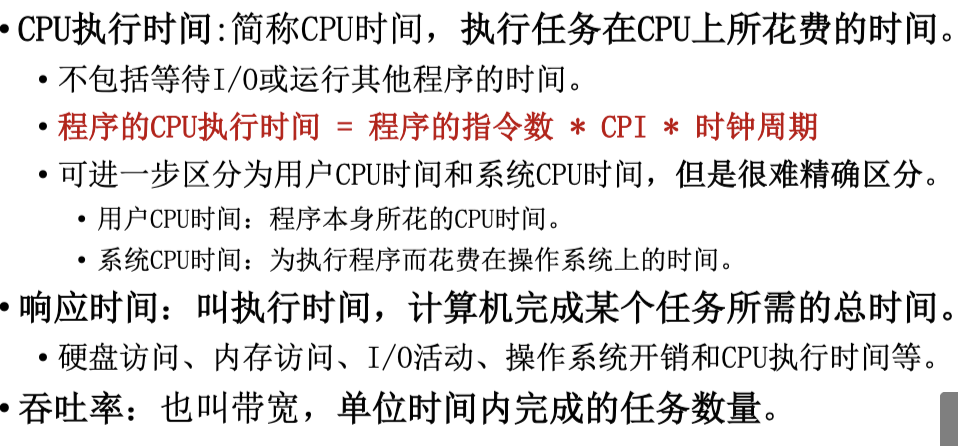 •CPU执行时间:简称CPU时间，执行任务在CPU上所花费的时间。
•不包括等待I/O或运行其他程序的时间。
•程序的CPU执行时间 = 程序的指令数 * CPI * 时钟周期
•可进一步区分为用户CPU时间和系统CPU时间，但是很难精确区分。
•用户CPU时间：程序本身所花的CPU时间。
•系统CPU时间：为执行程序而花费在操作系统上的时间。
•响应时间：叫执行时间，计算机完成某个任务所需的总时间。
•硬盘访问、内存访问、I/O活动、操作系统开销和CPU执行时间等。
•吞吐率：也叫带宽，单位时间内完成的任务数量。